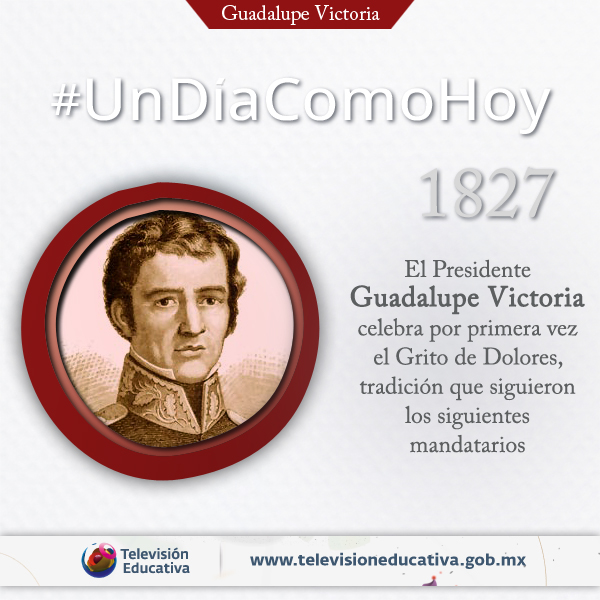 Guadalupe Victoria
#UnDíaComoHoy
1827
El Presidente
Guadalupe Victoria
celebra por primera vez
el Grito de Dolores,
tradición que siguieron
los siguientes
mandatarios
Televisión
Educativa
www.televisioneducativa.gob.mx